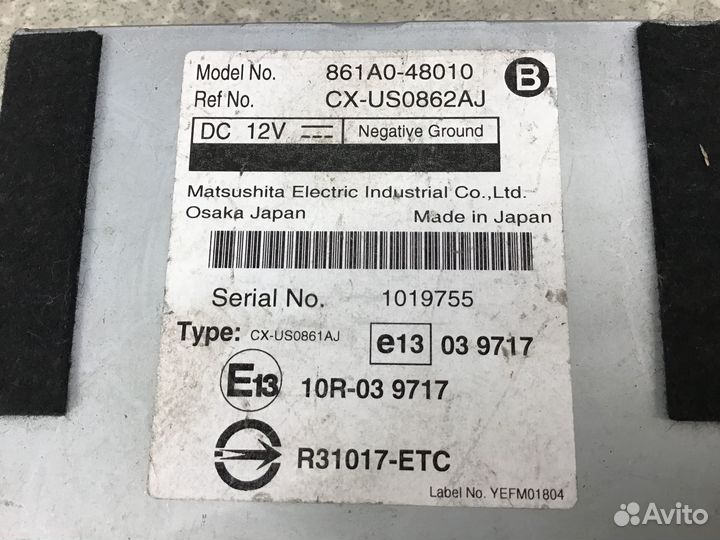 Model No. 861A0-48010 B
Ref No. CX-US0862AJ
DC 12V Negative Ground
Matsushita Electric Industrial Co.,Ltd.
Osaka Japan Made in Japan
Serial No. 1019755
Type: CX-US0861AJ e13 03 9717
E13 10R-03 9717
R31017-ETC
Label No. YEFM01804
Avito